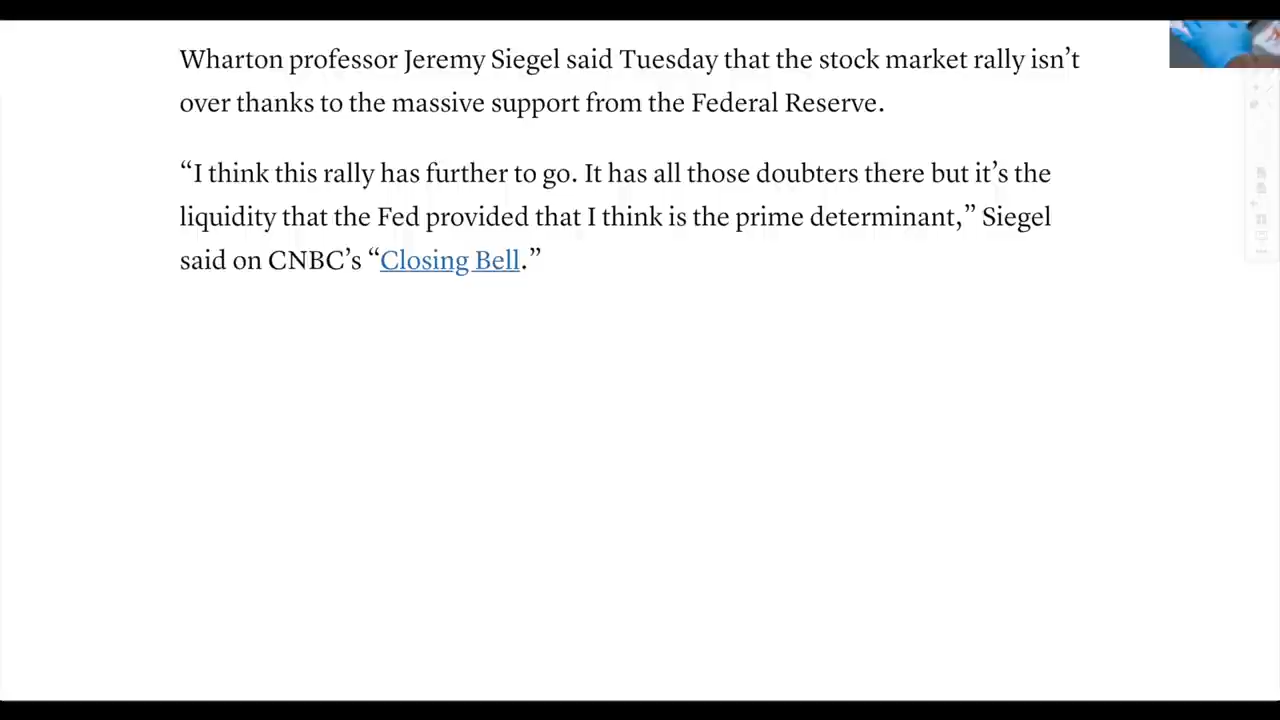 Wharton professor Jeremy Siegel said Tuesday that the stock market rally isn’t
over thanks to the massive support from the Federal Reserve.
“I think this rally has further to go. It has all those doubters there but it’s the
liquidity that the Fed provided that I think is the prime determinant,” Siegel
said on CNBC’s “Closing Bell.”